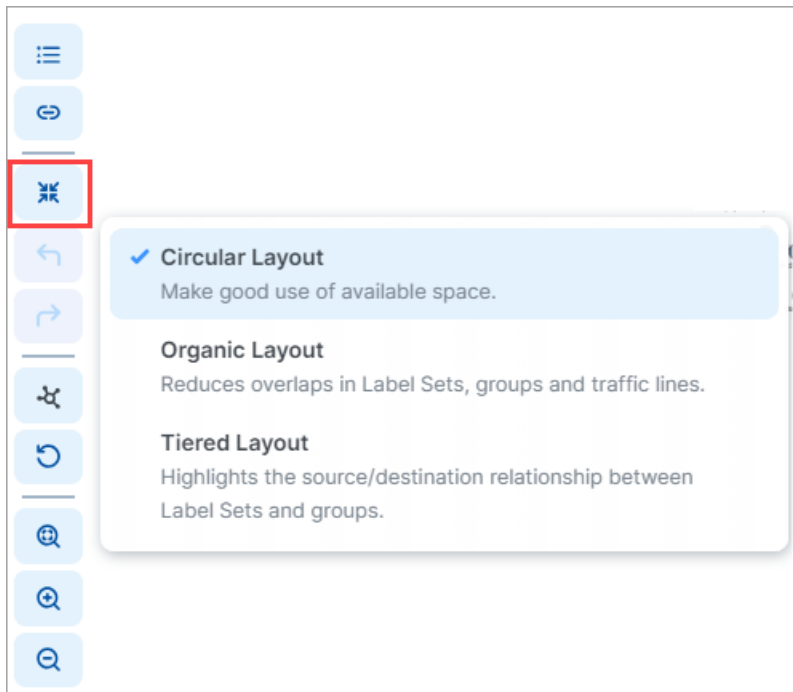 Circular Layout
Make good use of available space.
Organic Layout
Reduces overlaps in Label Sets, groups and traffic lines.
Tiered Layout
Highlights the source/destination relationship between
Label Sets and groups.